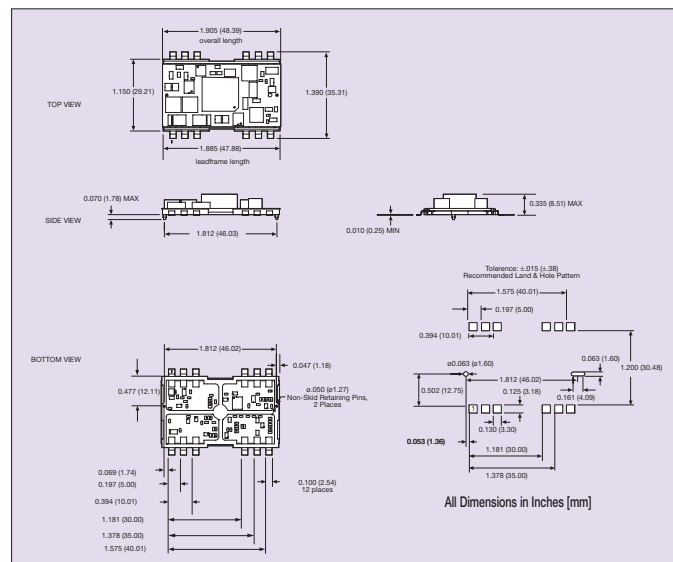 1.905 (48.39)
overall length
1.150 (29.21)
1.390 (35.31)
TOP VIEW
1.885 (47.88)
leadframe length
0.070 (1.78) MAX
SIDE VIEW
1.812 (46.03)
0.335 (8.51) MAX
0.010 (0.25) MIN
Tolerence: ±.015 (±.38)
Recommended Land & Hole Pattern
1.575 (40.01)
0.197 (5.00)
0.394 (10.01)
BOTTOM VIEW
1.812 (46.02)
0.047 (1.18)
0.477 (12.11)
ø.050 (ø1.27)
Non-Skid Retaining Pins,
2 Places
ø0.063 (ø1.60)
0.063 (1.60)
1.200 (30.48)
1.812 (46.02)
0.502 (12.75)
0.125 (3.18)
0.161 (4.09)
1
0.130 (3.30)
0.053 (1.36)
1.181 (30.00)
1.378 (35.00)
0.069 (1.74)
0.197 (5.00)
0.394 (10.01)
0.100 (2.54)
12 places
1.181 (30.00)
1.378 (35.00)
1.575 (40.01)
All Dimensions in Inches [mm]